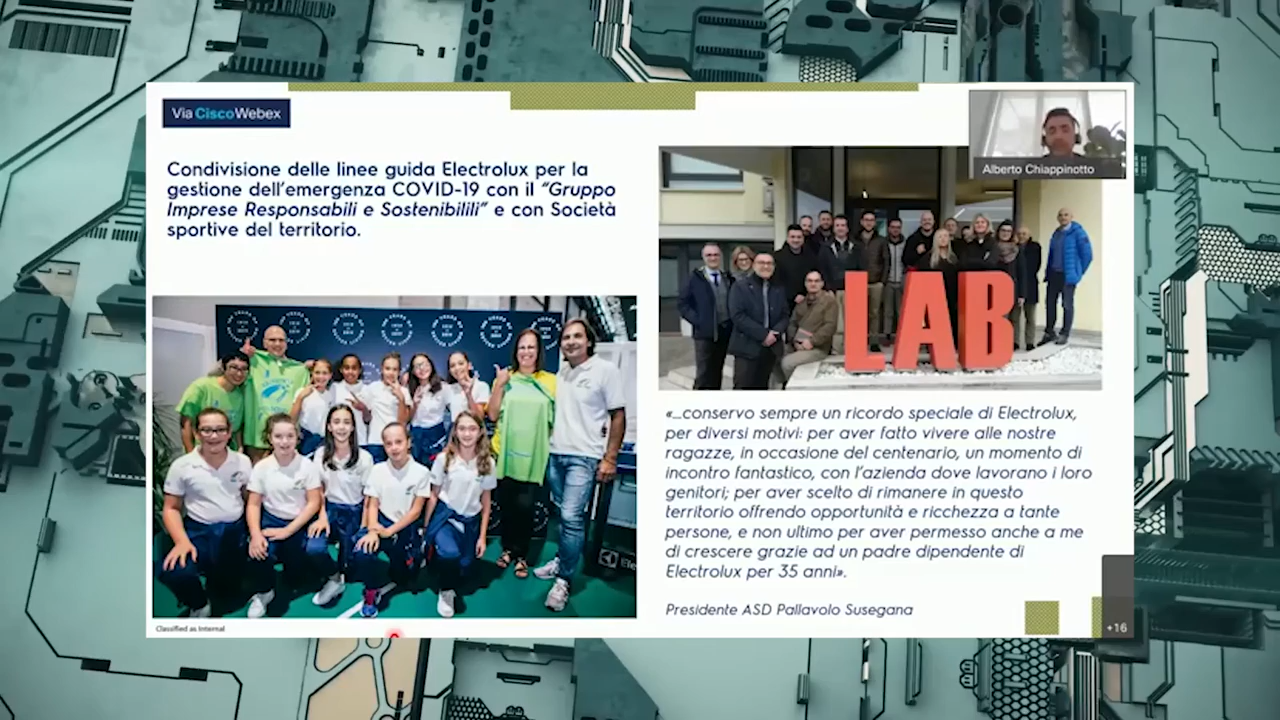 Via CiscoWebex
Condivisione delle linee guida Electrolux per la
gestione dell'emergenza COVID-19 con il "Gruppo
Imprese Responsabili e Sostenibilili" e con Società
sportive del territorio.
Alberto Chiappinotto
LAB
«…conservo sempre un ricordo speciale di Electrolux,
per diversi motivi: per aver fatto vivere alle nostre
ragazze, in occasione del centenario, un momento di
incontro fantastico, con l'azienda dove lavorano i loro
genitori; per aver scelto di rimanere in questo
territorio offrendo opportunità e ricchezza a tante
persone, e non ultimo per aver permesso anche a me
di crescere grazie ad un padre dipendente di
Electrolux per 35 anni».
Presidente ASD Pallavolo Susegana
Classified as Internal
+16